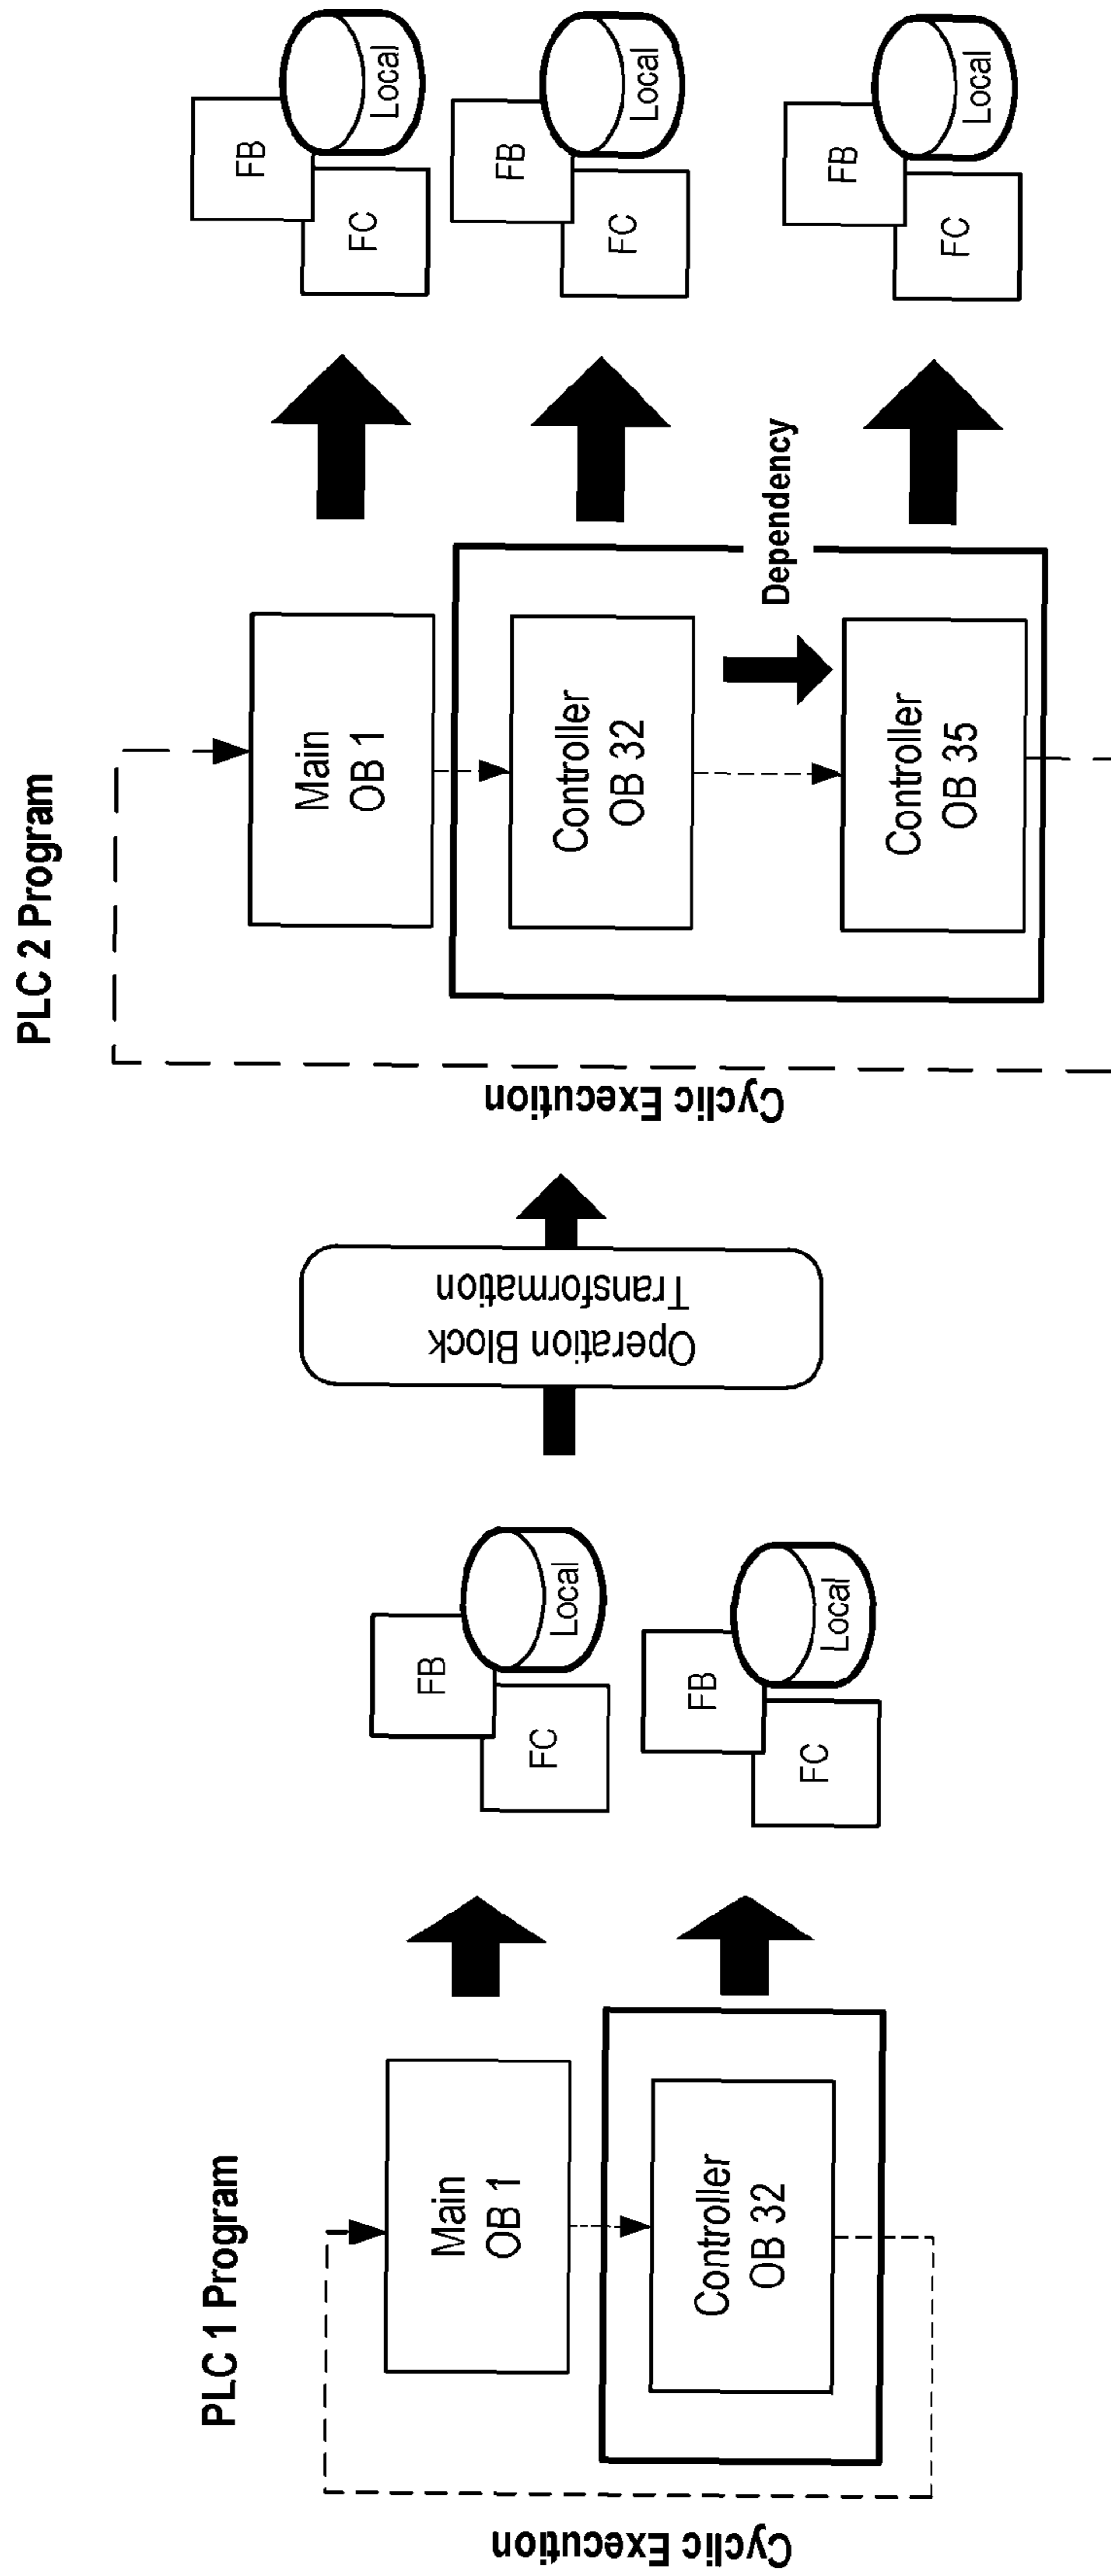 PLC 1 Program
Cyclic Execution
Main
OB 1
Controller
OB 32
FB
FC
Local
FB
FC
Local
Operation Block
Transformation
PLC 2 Program
Cyclic Execution
Main
OB 1
Controller
OB 32
Dependency
Controller
OB 35
FB
FC
Local
FB
FC
Local
FB
FC
Local